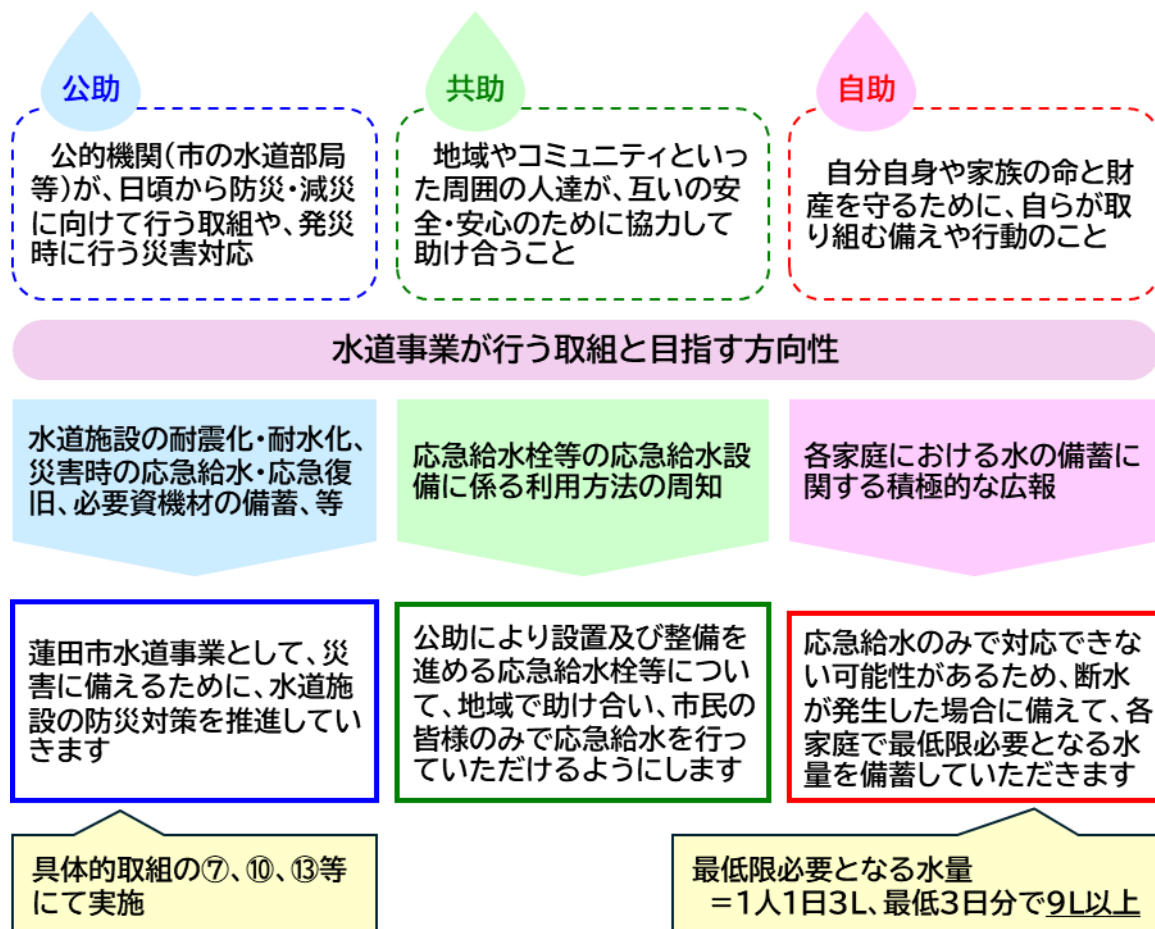 公助
公的機関(市の水道部局
等)が、日頃から防災・減災
に向けて行う取組や、発災
時に行う災害対応
共助
地域やコミュニティといっ
た周囲の人達が、互いの安
全・安心のために協力して
助け合うこと
自助
自分自身や家族の命と財
産を守るために、自らが取
り組む備えや行動のこと
水道事業が行う取組と目指す方向性
水道施設の耐震化・耐水化、
災害時の応急給水・応急復
旧、必要資機材の備蓄、等
応急給水栓等の応急給水設
備に係る利用方法の周知
各家庭における水の備蓄に
関する積極的な広報
蓮田市水道事業として、災
害に備えるために、水道施
設の防災対策を推進してい
きます
公助により設置及び整備を
進める応急給水栓等につい
て、地域で助け合い、市民の
皆様のみで応急給水を行っ
ていただけるようにします
応急給水のみで対応できな
い可能性があるため、断水
が発生した場合に備えて、各
家庭で最低限必要となる水
量を備蓄していただきます
具体的取組の⑦、⑩、⑬等
にて実施
最低限必要となる水量
=1人1日3L、最低3日分で9L以上